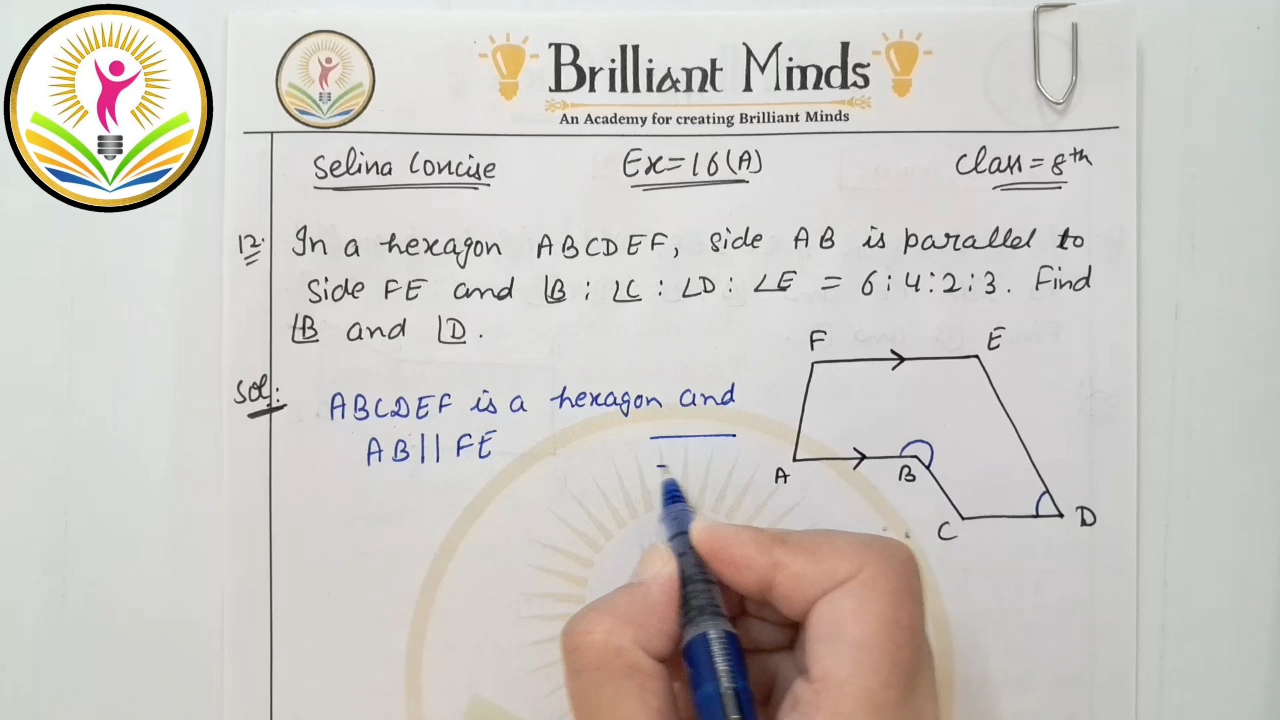 Brilliant Minds
An Academy for creating Brilliant Minds
Selina Concise Ex=16(A) Class=8th
12. In a hexagon ABCDEF, side AB is parallel to
side FE and ∠B : ∠C : ∠D : ∠E = 6:4:2:3. Find
∠B and ∠D.
Sol: ABCDEF is a hexagon and
AB||FE
F E
A B
C D